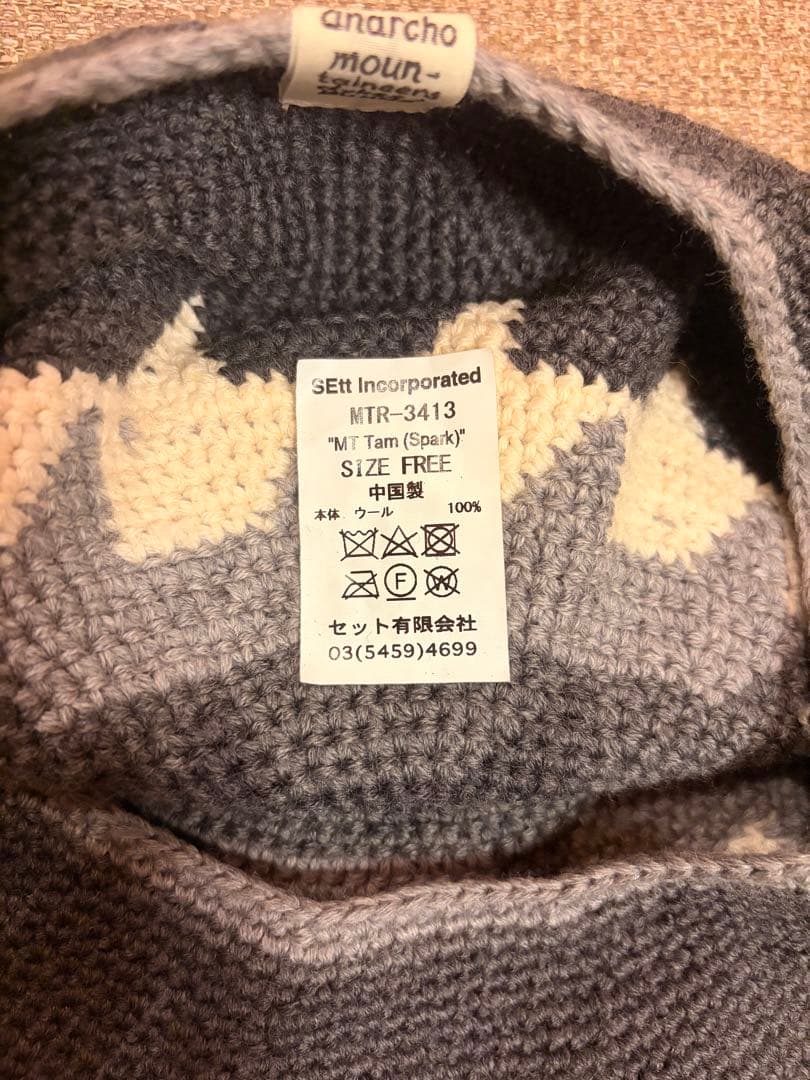 anarcho
moun-
taineers
SEtt Incorporated
MTR-3413
"MT Tam (Spark)"
SIZE FREE
中国製
本体 ウール 100%
F
W
セット有限会社
03(5459)4699